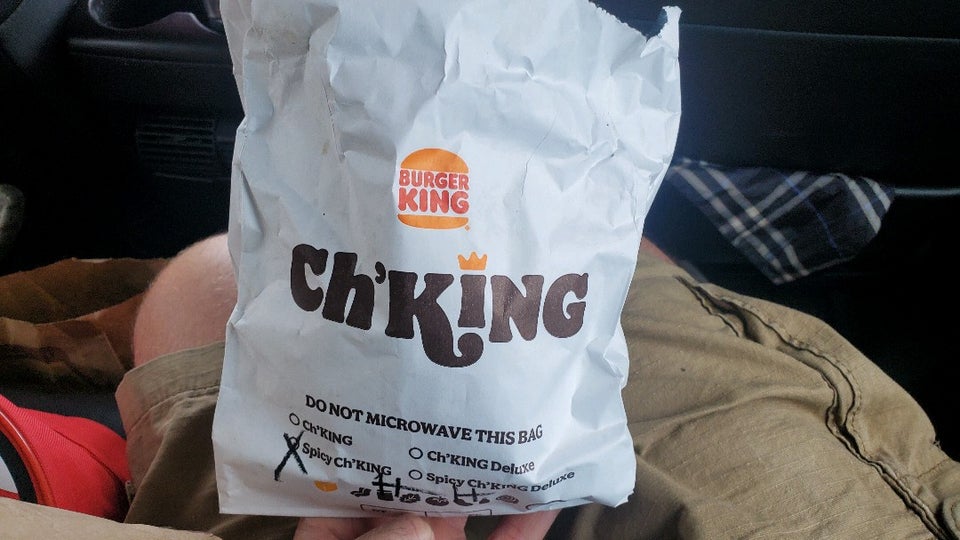 BURGER
KING
Ch'KING
DO NOT MICROWAVE THIS BAG
Ch'KING
Ch'KING Deluxe
X Spicy Ch'KING
Spicy Ch'KING Deluxe